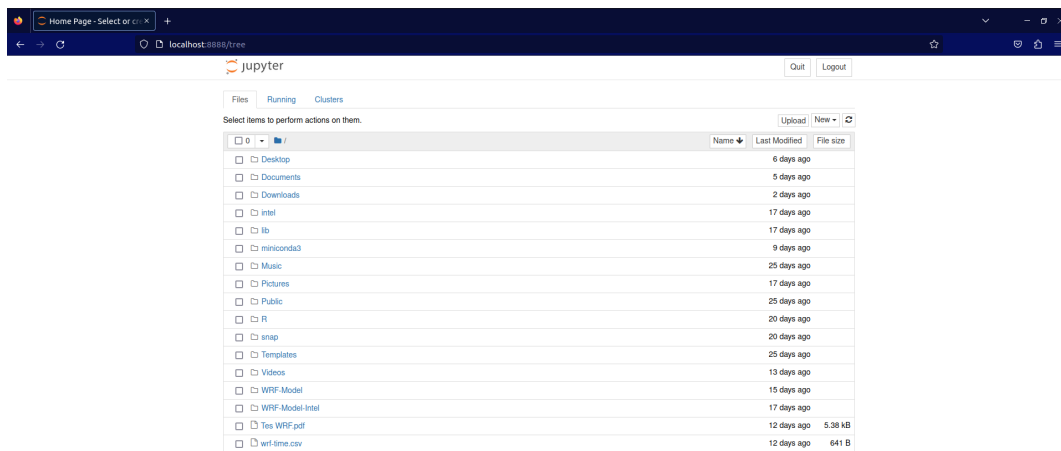 Home Page - Select or cr
localhost:8888/tree
jupyter
Quit Logout
Files Running Clusters
Select items to perform actions on them.
Upload New
0 / Name Last Modified File size
Desktop 6 days ago
Documents 5 days ago
Downloads 2 days ago
intel 17 days ago
lib 17 days ago
miniconda3 9 days ago
Music 25 days ago
Pictures 17 days ago
Public 25 days ago
R 20 days ago
snap 20 days ago
Templates 25 days ago
Videos 13 days ago
WRF-Model 15 days ago
WRF-Model-Intel 17 days ago
Tes WRF.pdf 12 days ago 5.38 kB
wrf-time.csv 12 days ago 641 B